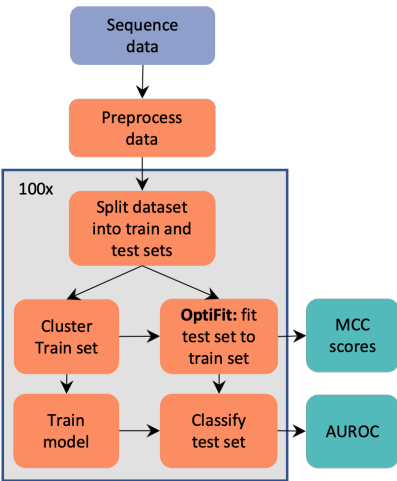 Sequence
data
Preprocess
data
100x
Split dataset
into train and
test sets
Cluster
Train set
OptiFit: fit
test set to
train set
MCC
scores
Train
model
Classify
test set
AUROC